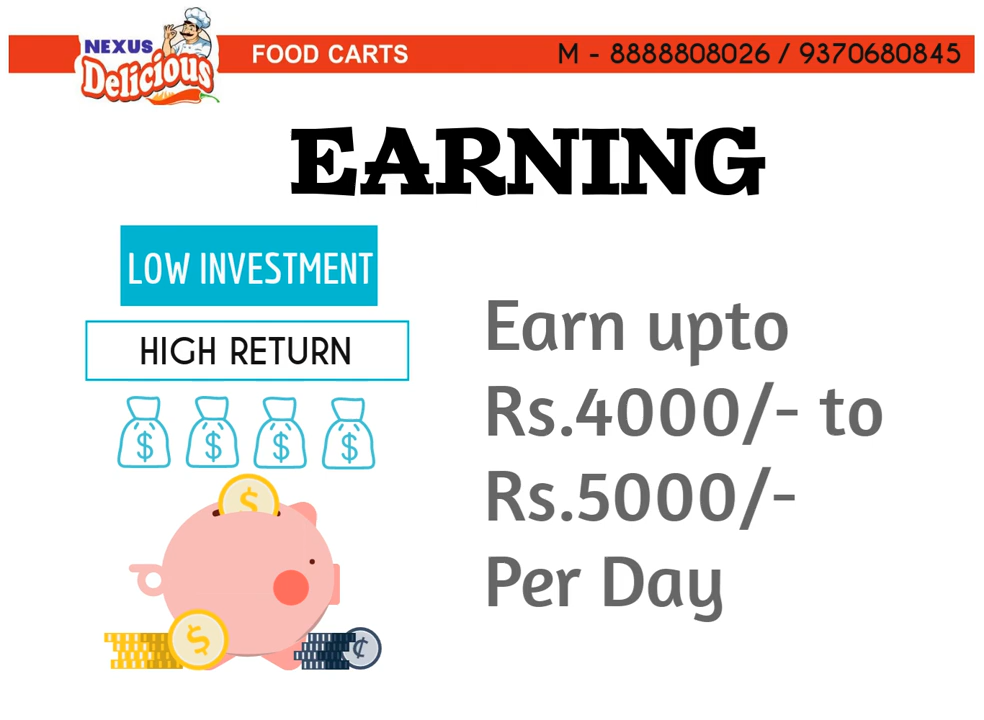 NEXUS
Delicious
FOOD CARTS
M - 8888808026 / 9370680845
EARNING
LOW INVESTMENT
HIGH RETURN
$ $ $ $
$
$
¢
Earn upto
Rs.4000/- to
Rs.5000/-
Per Day